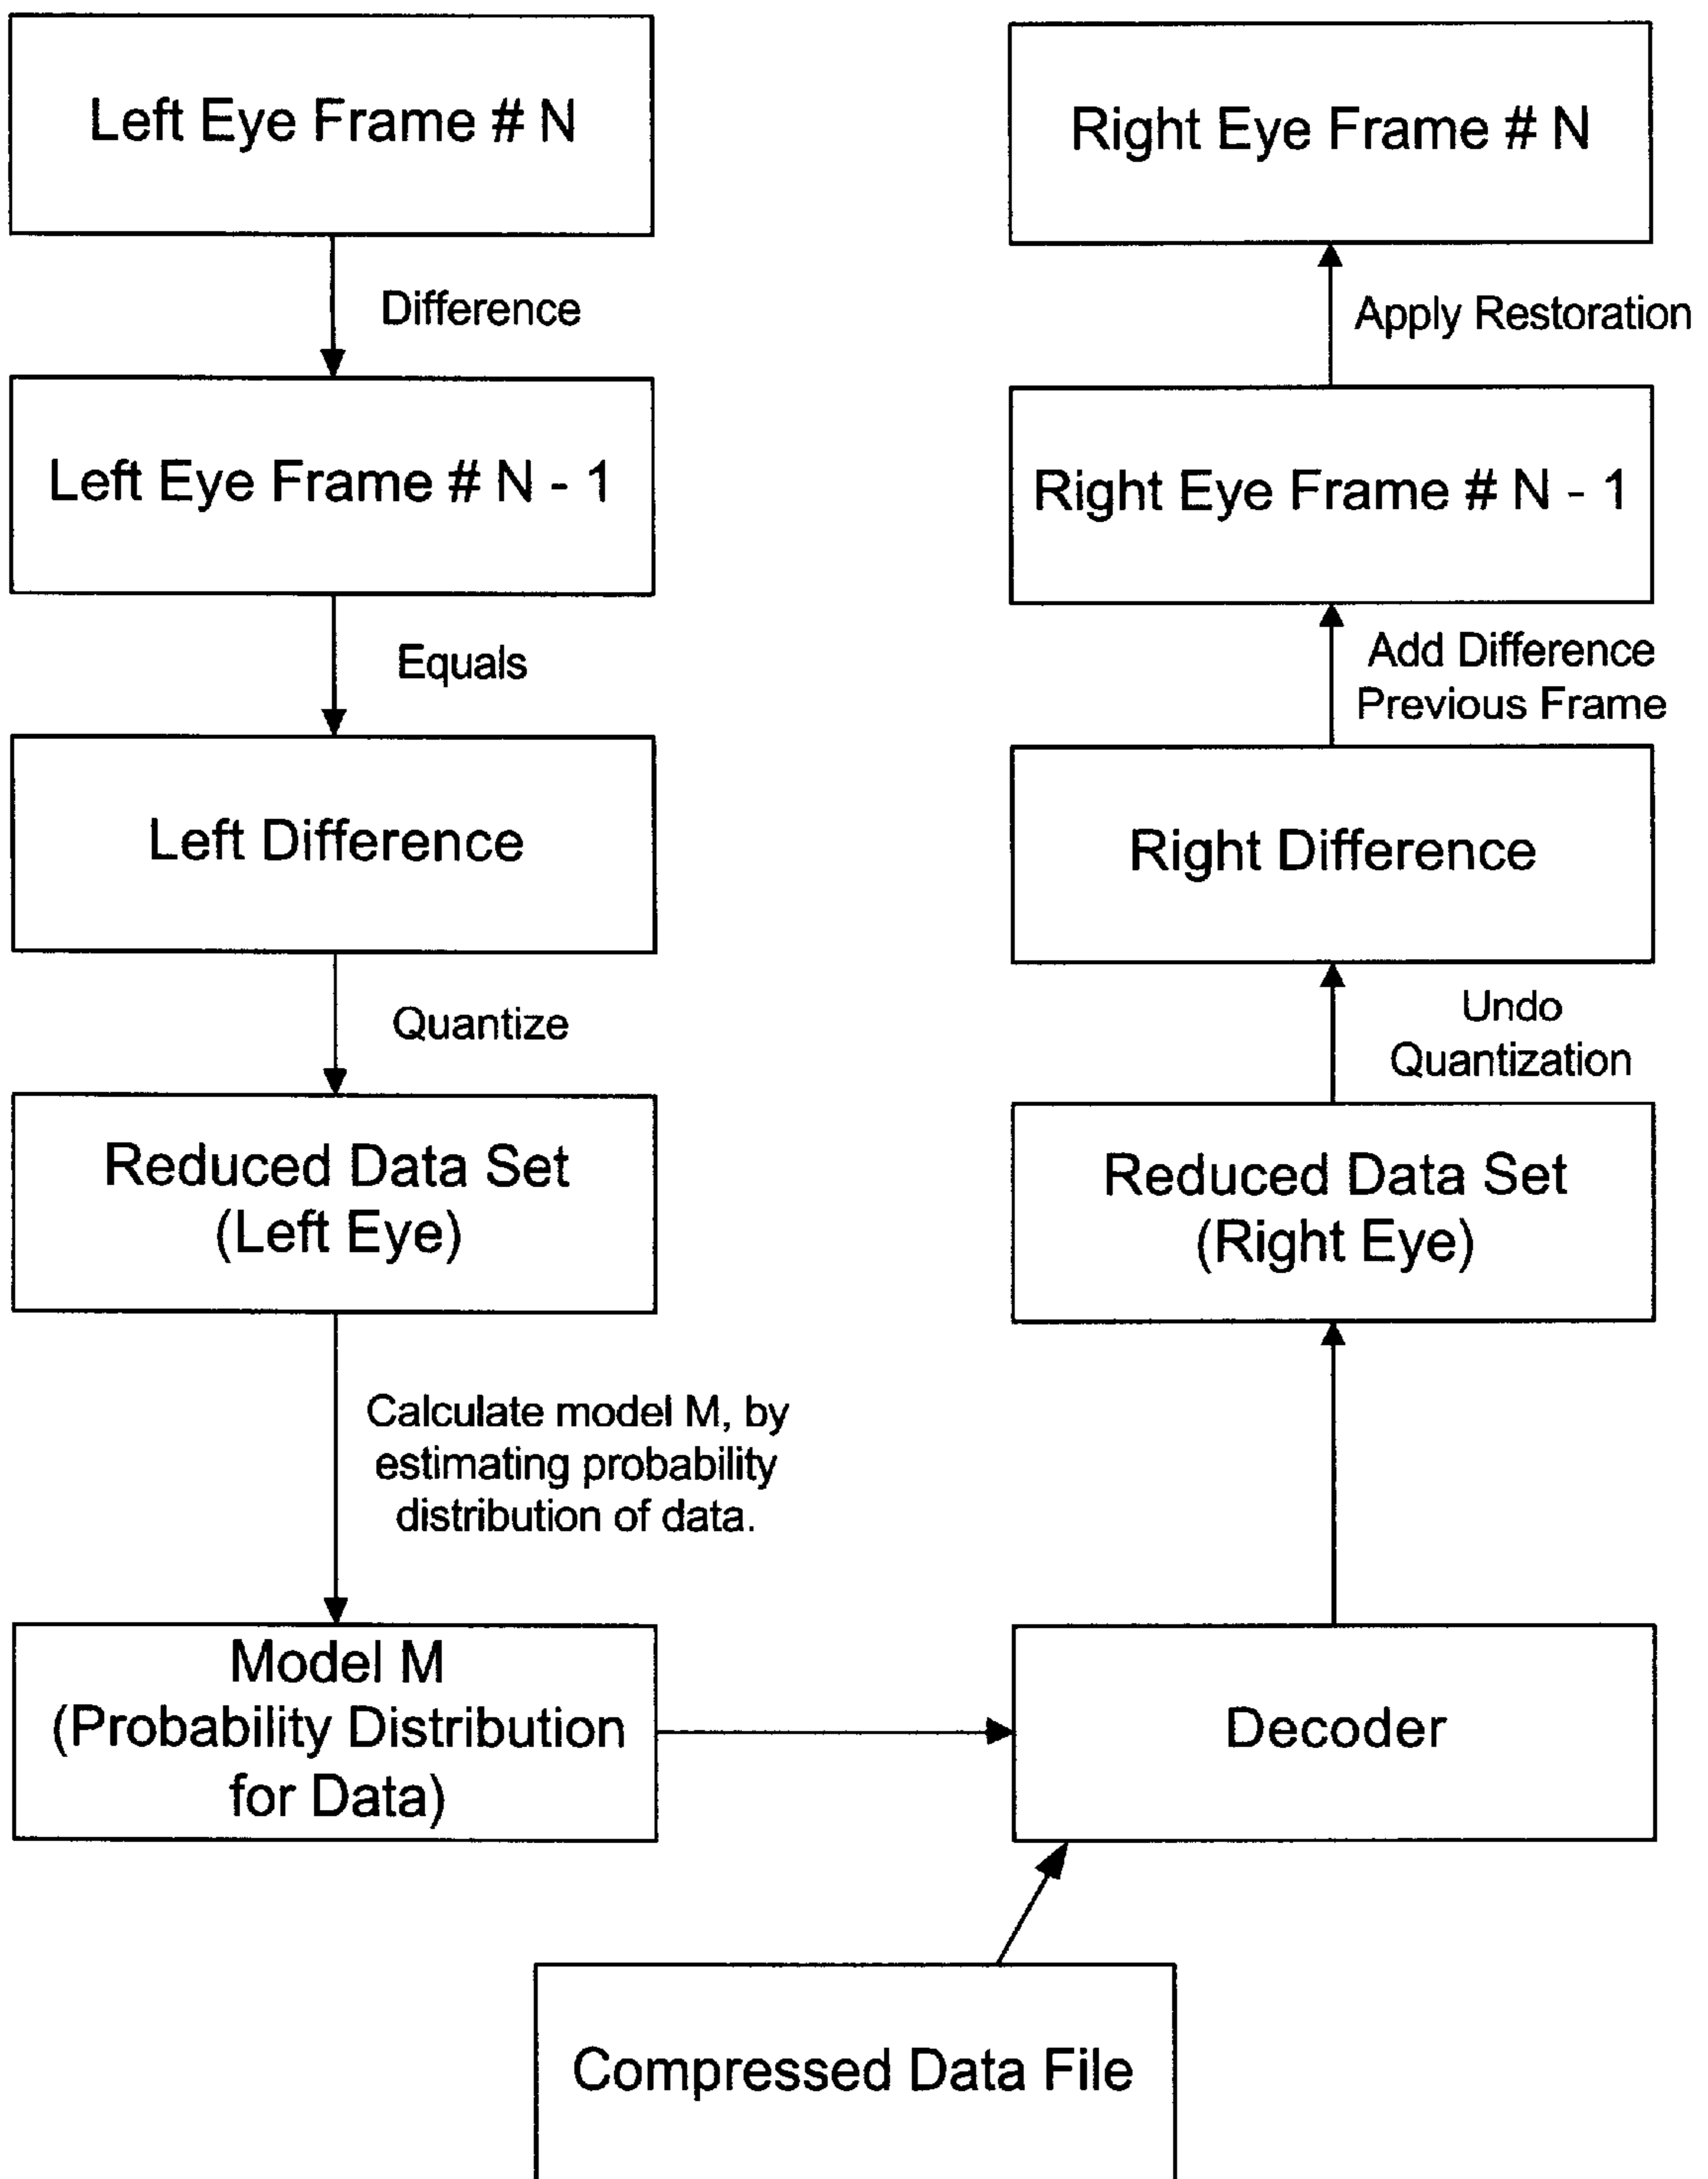 Left Eye Frame # N
Difference
Left Eye Frame # N - 1
Equals
Left Difference
Quantize
Reduced Data Set
(Left Eye)
Calculate model M, by
estimating probability
distribution of data.
Model M
(Probability Distribution
for Data)
Right Eye Frame # N
Apply Restoration
Right Eye Frame # N - 1
Add Difference
Previous Frame
Right Difference
Undo
Quantization
Reduced Data Set
(Right Eye)
Decoder
Compressed Data File